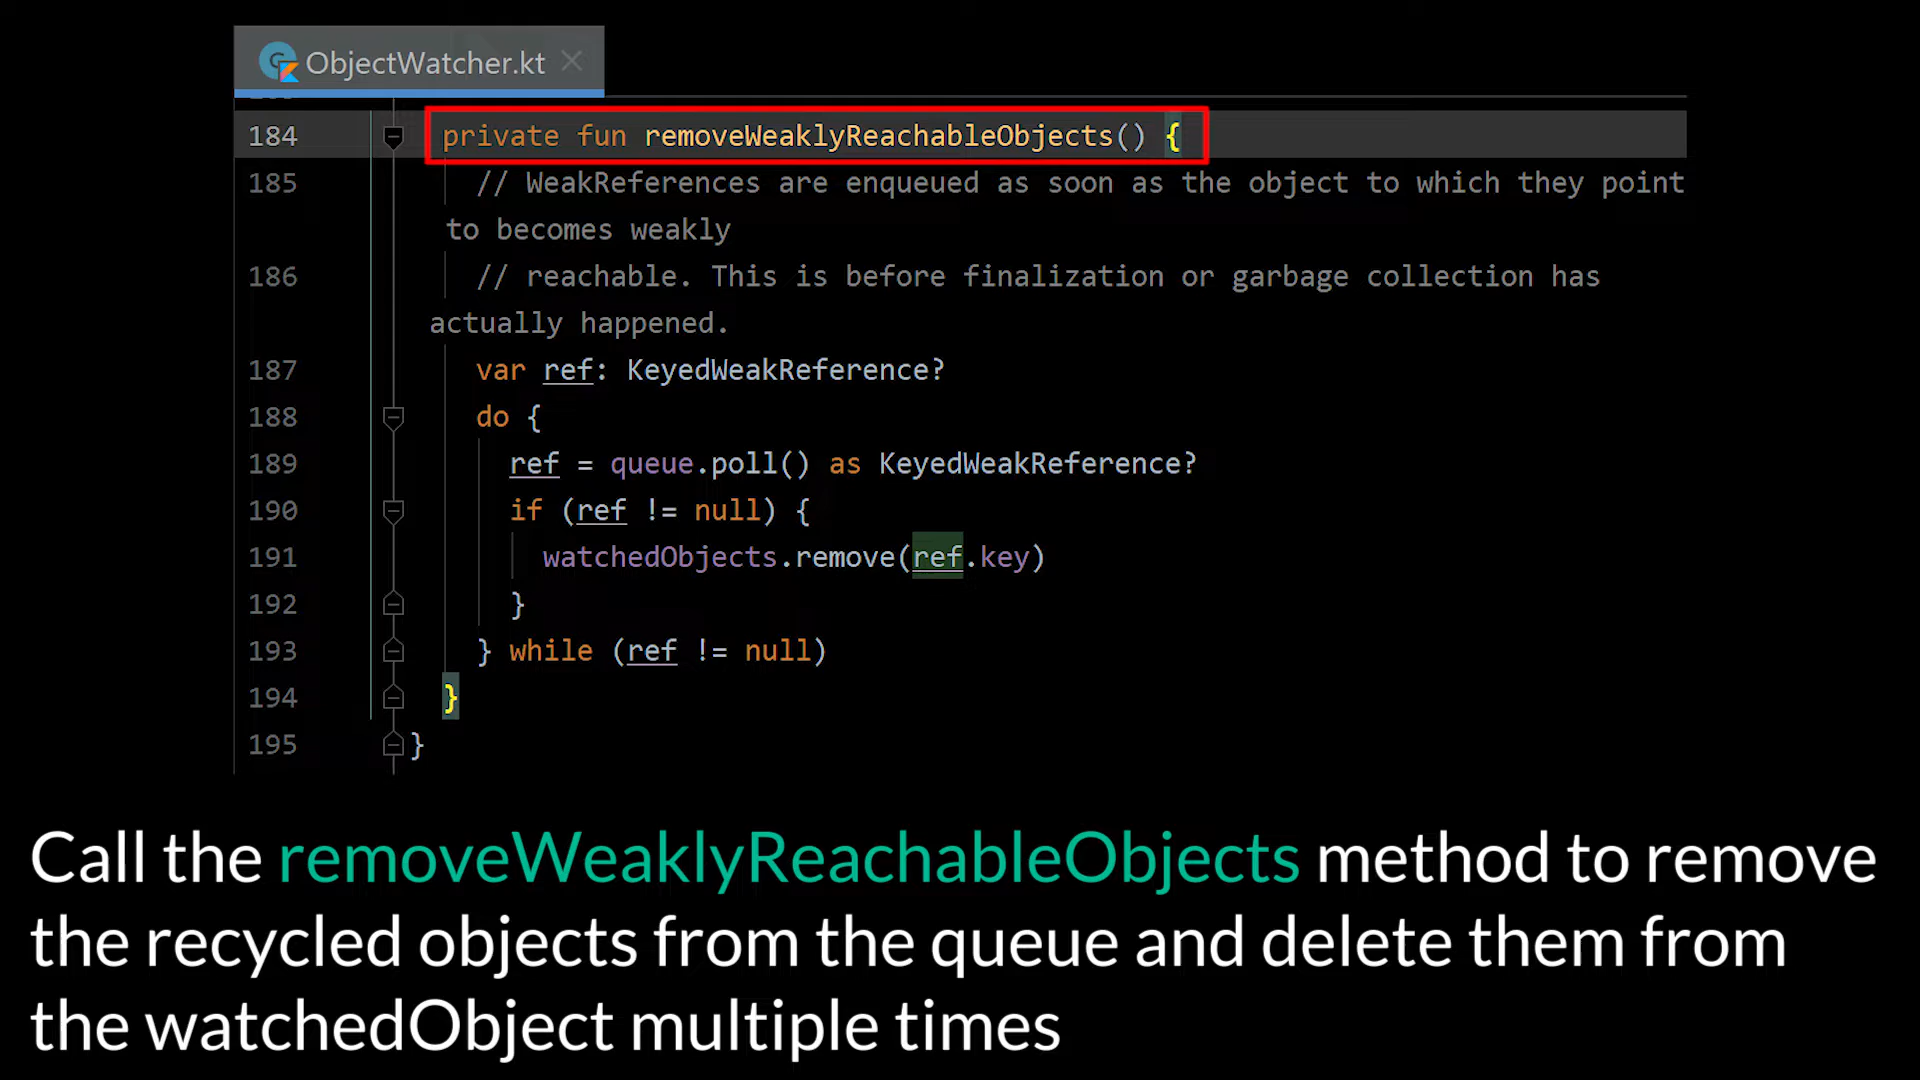 ObjectWatcher.kt
184 private fun removeWeaklyReachableObjects() {
185 // WeakReferences are enqueued as soon as the object to which they point
to becomes weakly
186 // reachable. This is before finalization or garbage collection has
actually happened.
187 var ref: KeyedWeakReference?
188 do {
189 ref = queue.poll() as KeyedWeakReference?
190 if (ref != null) {
191 watchedObjects.remove(ref.key)
192 }
193 } while (ref != null)
194 }
195 }
Call the removeWeaklyReachableObjects method to remove
the recycled objects from the queue and delete them from
the watchedObject multiple times